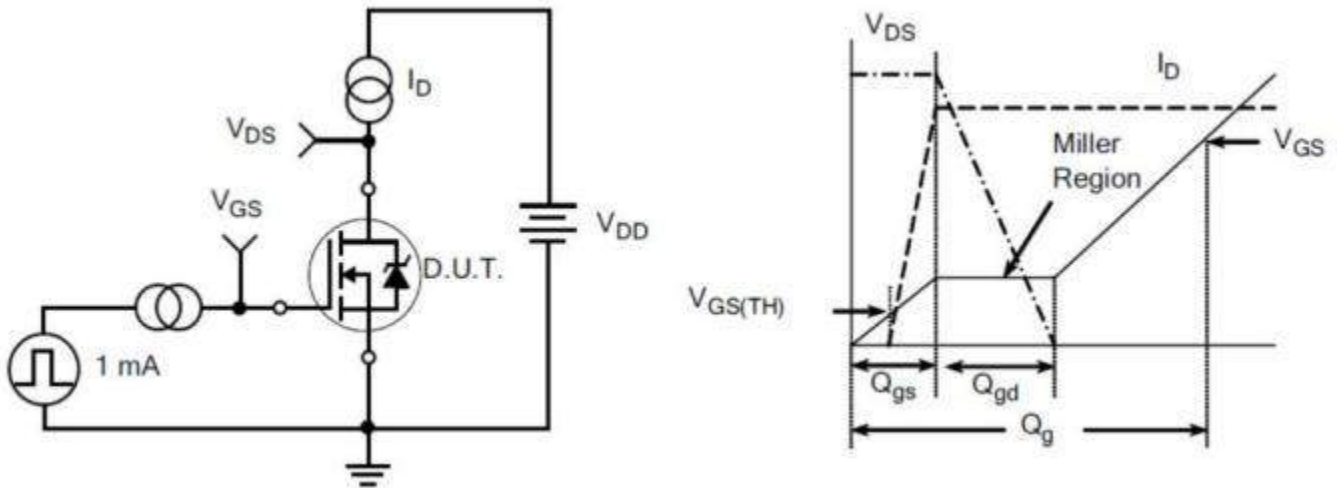 I_D
V_DS
V_GS
V_DD
D.U.T.
1 mA
V_DS
I_D
Miller
Region
V_GS
V_GS(TH)
Q_gs
Q_gd
Q_g